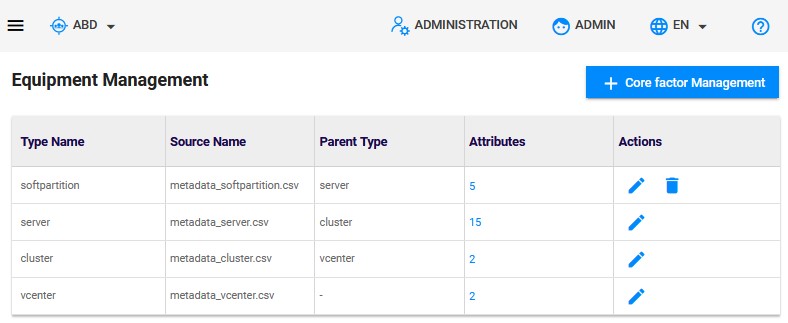 ABD ADMINISTRATION ADMIN EN
Equipment Management
Core factor Management
Type Name Source Name Parent Type Attributes Actions
softpartition metadata_softpartition.csv server 5
server metadata_server.csv cluster 15
cluster metadata_cluster.csv vcenter 2
vcenter metadata_vcenter.csv - 2